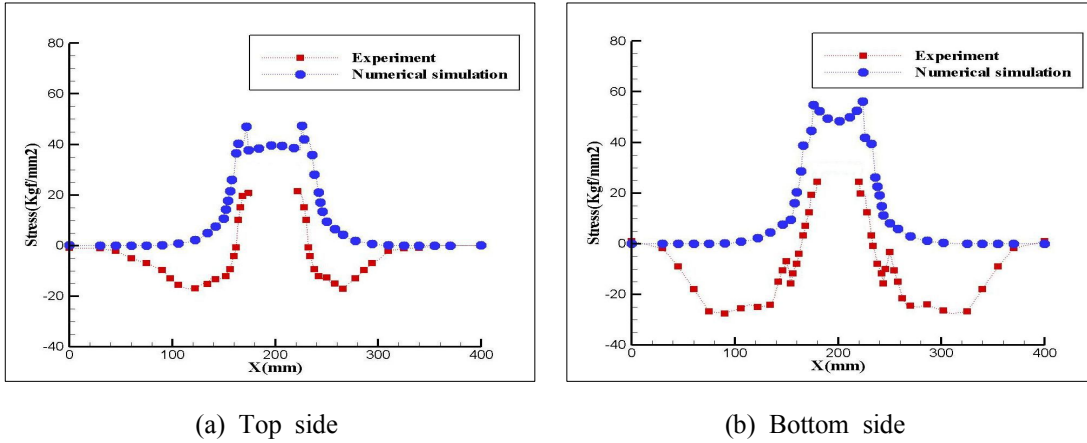 80
60
40
20
0
-20
-40
Stress(Kgf/mm2)
Experiment
Numerical simulation
0
100
200
300
400
X(mm)
(a) Top side
80
60
40
20
0
-20
-40
Stress(Kgf/mm2)
Experiment
Numerical simulation
0
100
200
300
400
X(mm)
(b) Bottom side